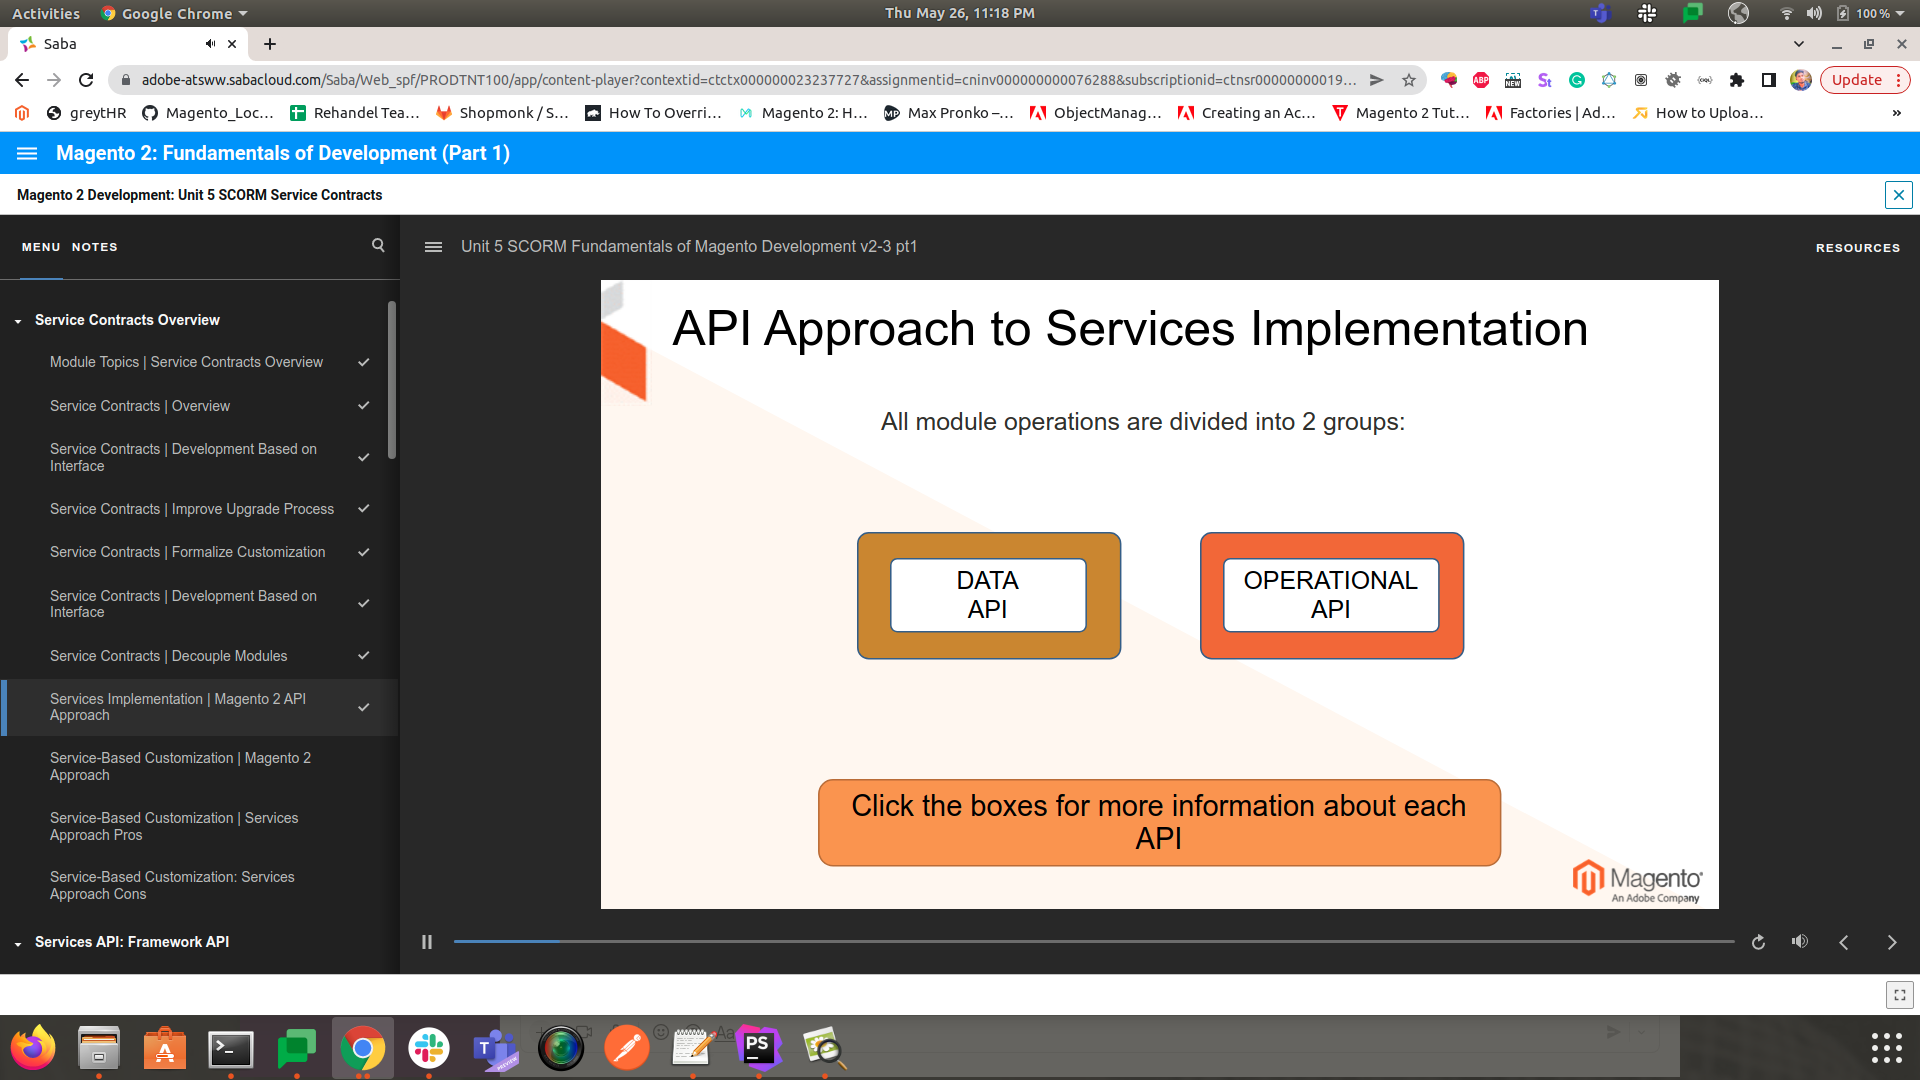 Activities
Google Chrome
Thu May 26, 11:18 PM
100 %
Saba
adobe-atsww.sabacloud.com/Saba/Web_spf/PRODTNT100/app/content-player?contextid=ctctx000000023237727&assignmentid=cninv000000000076288&subscriptionid=ctnsr00000000019...
ABP
NEW
St
Update
greytHR
Magento_Loc...
Rehandel Tea...
Shopmonk / S...
How To Overri...
Magento 2: H...
Max Pronko –...
ObjectManag...
Creating an Ac...
Magento 2 Tut...
Factories | Ad...
How to Uploa...
»
Magento 2: Fundamentals of Development (Part 1)
Magento 2 Development: Unit 5 SCORM Service Contracts
MENU
NOTES
Unit 5 SCORM Fundamentals of Magento Development v2-3 pt1
RESOURCES
Service Contracts Overview
Module Topics | Service Contracts Overview
Service Contracts | Overview
Service Contracts | Development Based on
Interface
Service Contracts | Improve Upgrade Process
Service Contracts | Formalize Customization
Service Contracts | Development Based on
Interface
Service Contracts | Decouple Modules
Services Implementation | Magento 2 API
Approach
Service-Based Customization | Magento 2
Approach
Service-Based Customization | Services
Approach Pros
Service-Based Customization: Services
Approach Cons
Services API: Framework API
API Approach to Services Implementation
All module operations are divided into 2 groups:
DATA
API
OPERATIONAL
API
Click the boxes for more information about each
API
Magento
An Adobe Company
T
Aa
PS